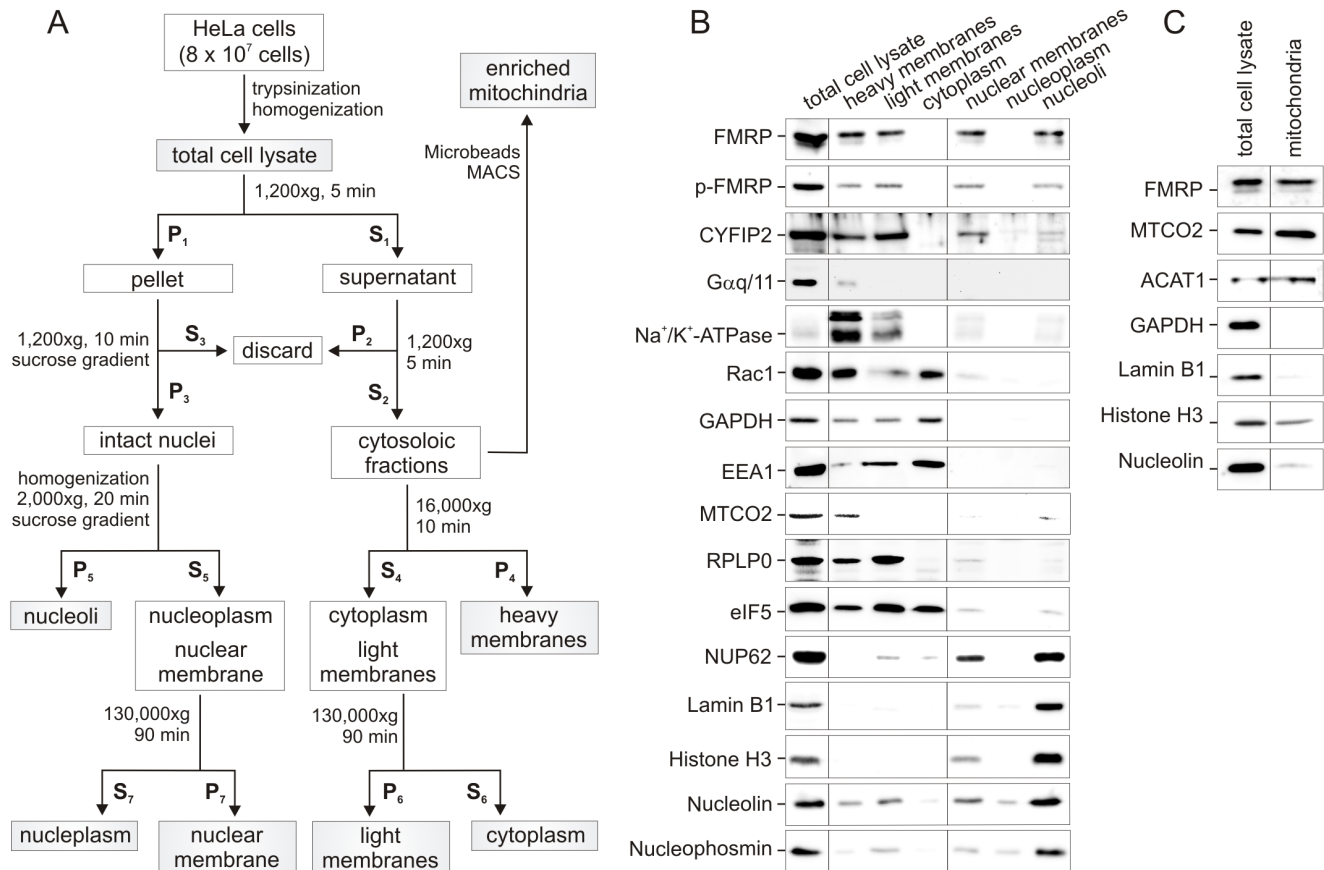 A
HeLa cells
(8 x 10⁷ cells)
trypsinization
homogenization
enriched
mitochindria
total cell lysate
Microbeads
MACS
1,200xg, 5 min
P₁
S₁
pellet
supernatant
1,200xg, 10 min
sucrose gradient
S₃
discard
P₂
1,200xg
5 min
P₃
S₂
intact nuclei
cytosoloic
fractions
homogenization
2,000xg, 20 min
sucrose gradient
16,000xg
10 min
P₅
S₅
S₄
P₄
nucleoli
nucleoplasm
nuclear
membrane
cytoplasm
light
membranes
heavy
membranes
130,000xg
90 min
130,000xg
90 min
S₇
P₇
P₆
S₆
nucleplasm
nuclear
membrane
light
membranes
cytoplasm
B
total cell lysate
heavy membranes
light membranes
cytoplasm
nuclear membranes
nucleoplasm
nucleoli
FMRP
p-FMRP
CYFIP2
Gαq/11
Na⁺/K⁺-ATPase
Rac1
GAPDH
EEA1
MTCO2
RPLP0
eIF5
NUP62
Lamin B1
Histone H3
Nucleolin
Nucleophosmin
C
total cell lysate
mitochondria
FMRP
MTCO2
ACAT1
GAPDH
Lamin B1
Histone H3
Nucleolin